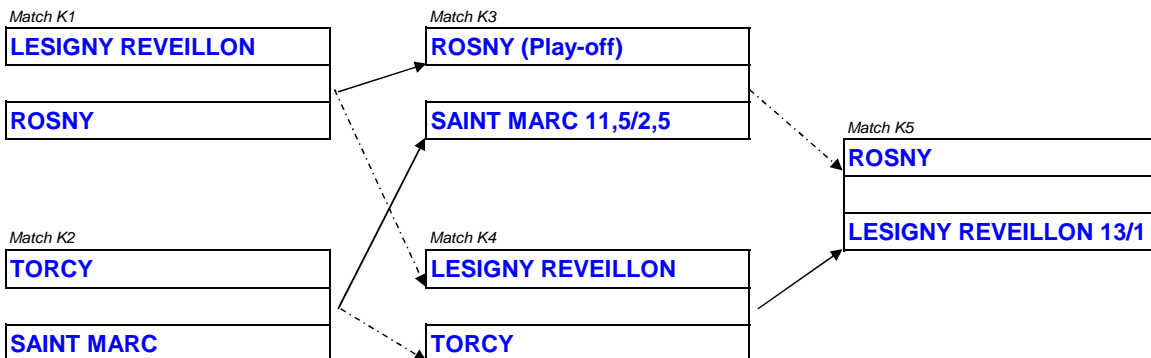 Match K1
LESIGNY REVEILLON
ROSNY
Match K2
TORCY
SAINT MARC
Match K3
ROSNY (Play-off)
SAINT MARC 11,5/2,5
Match K4
LESIGNY REVEILLON
TORCY
Match K5
ROSNY
LESIGNY REVEILLON 13/1